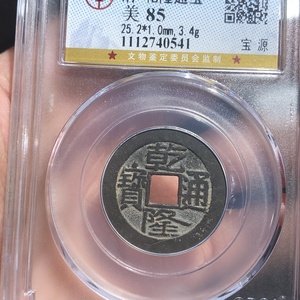 美 85
25.2*1.0mm,3.4g
1112740541
宝 源
文物鉴定委员会监制
乾
寶 通
隆